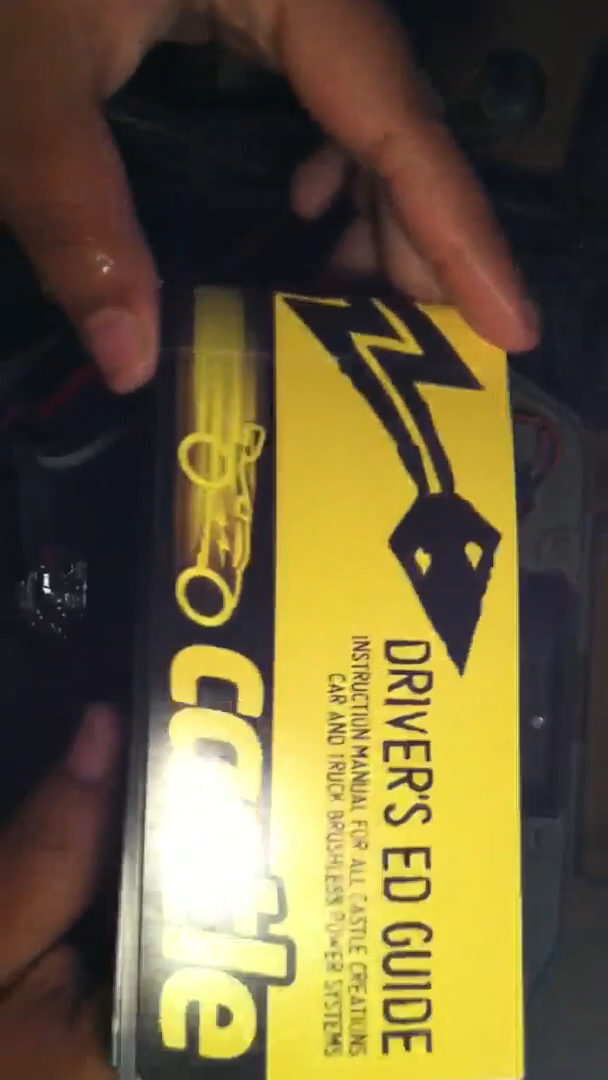 DRIVER'S ED GUIDE
INSTRUCTION MANUAL FOR ALL CASTLE CREATIONS
CAR AND TRUCK BRUSHLESS POWER SYSTEMS
castle